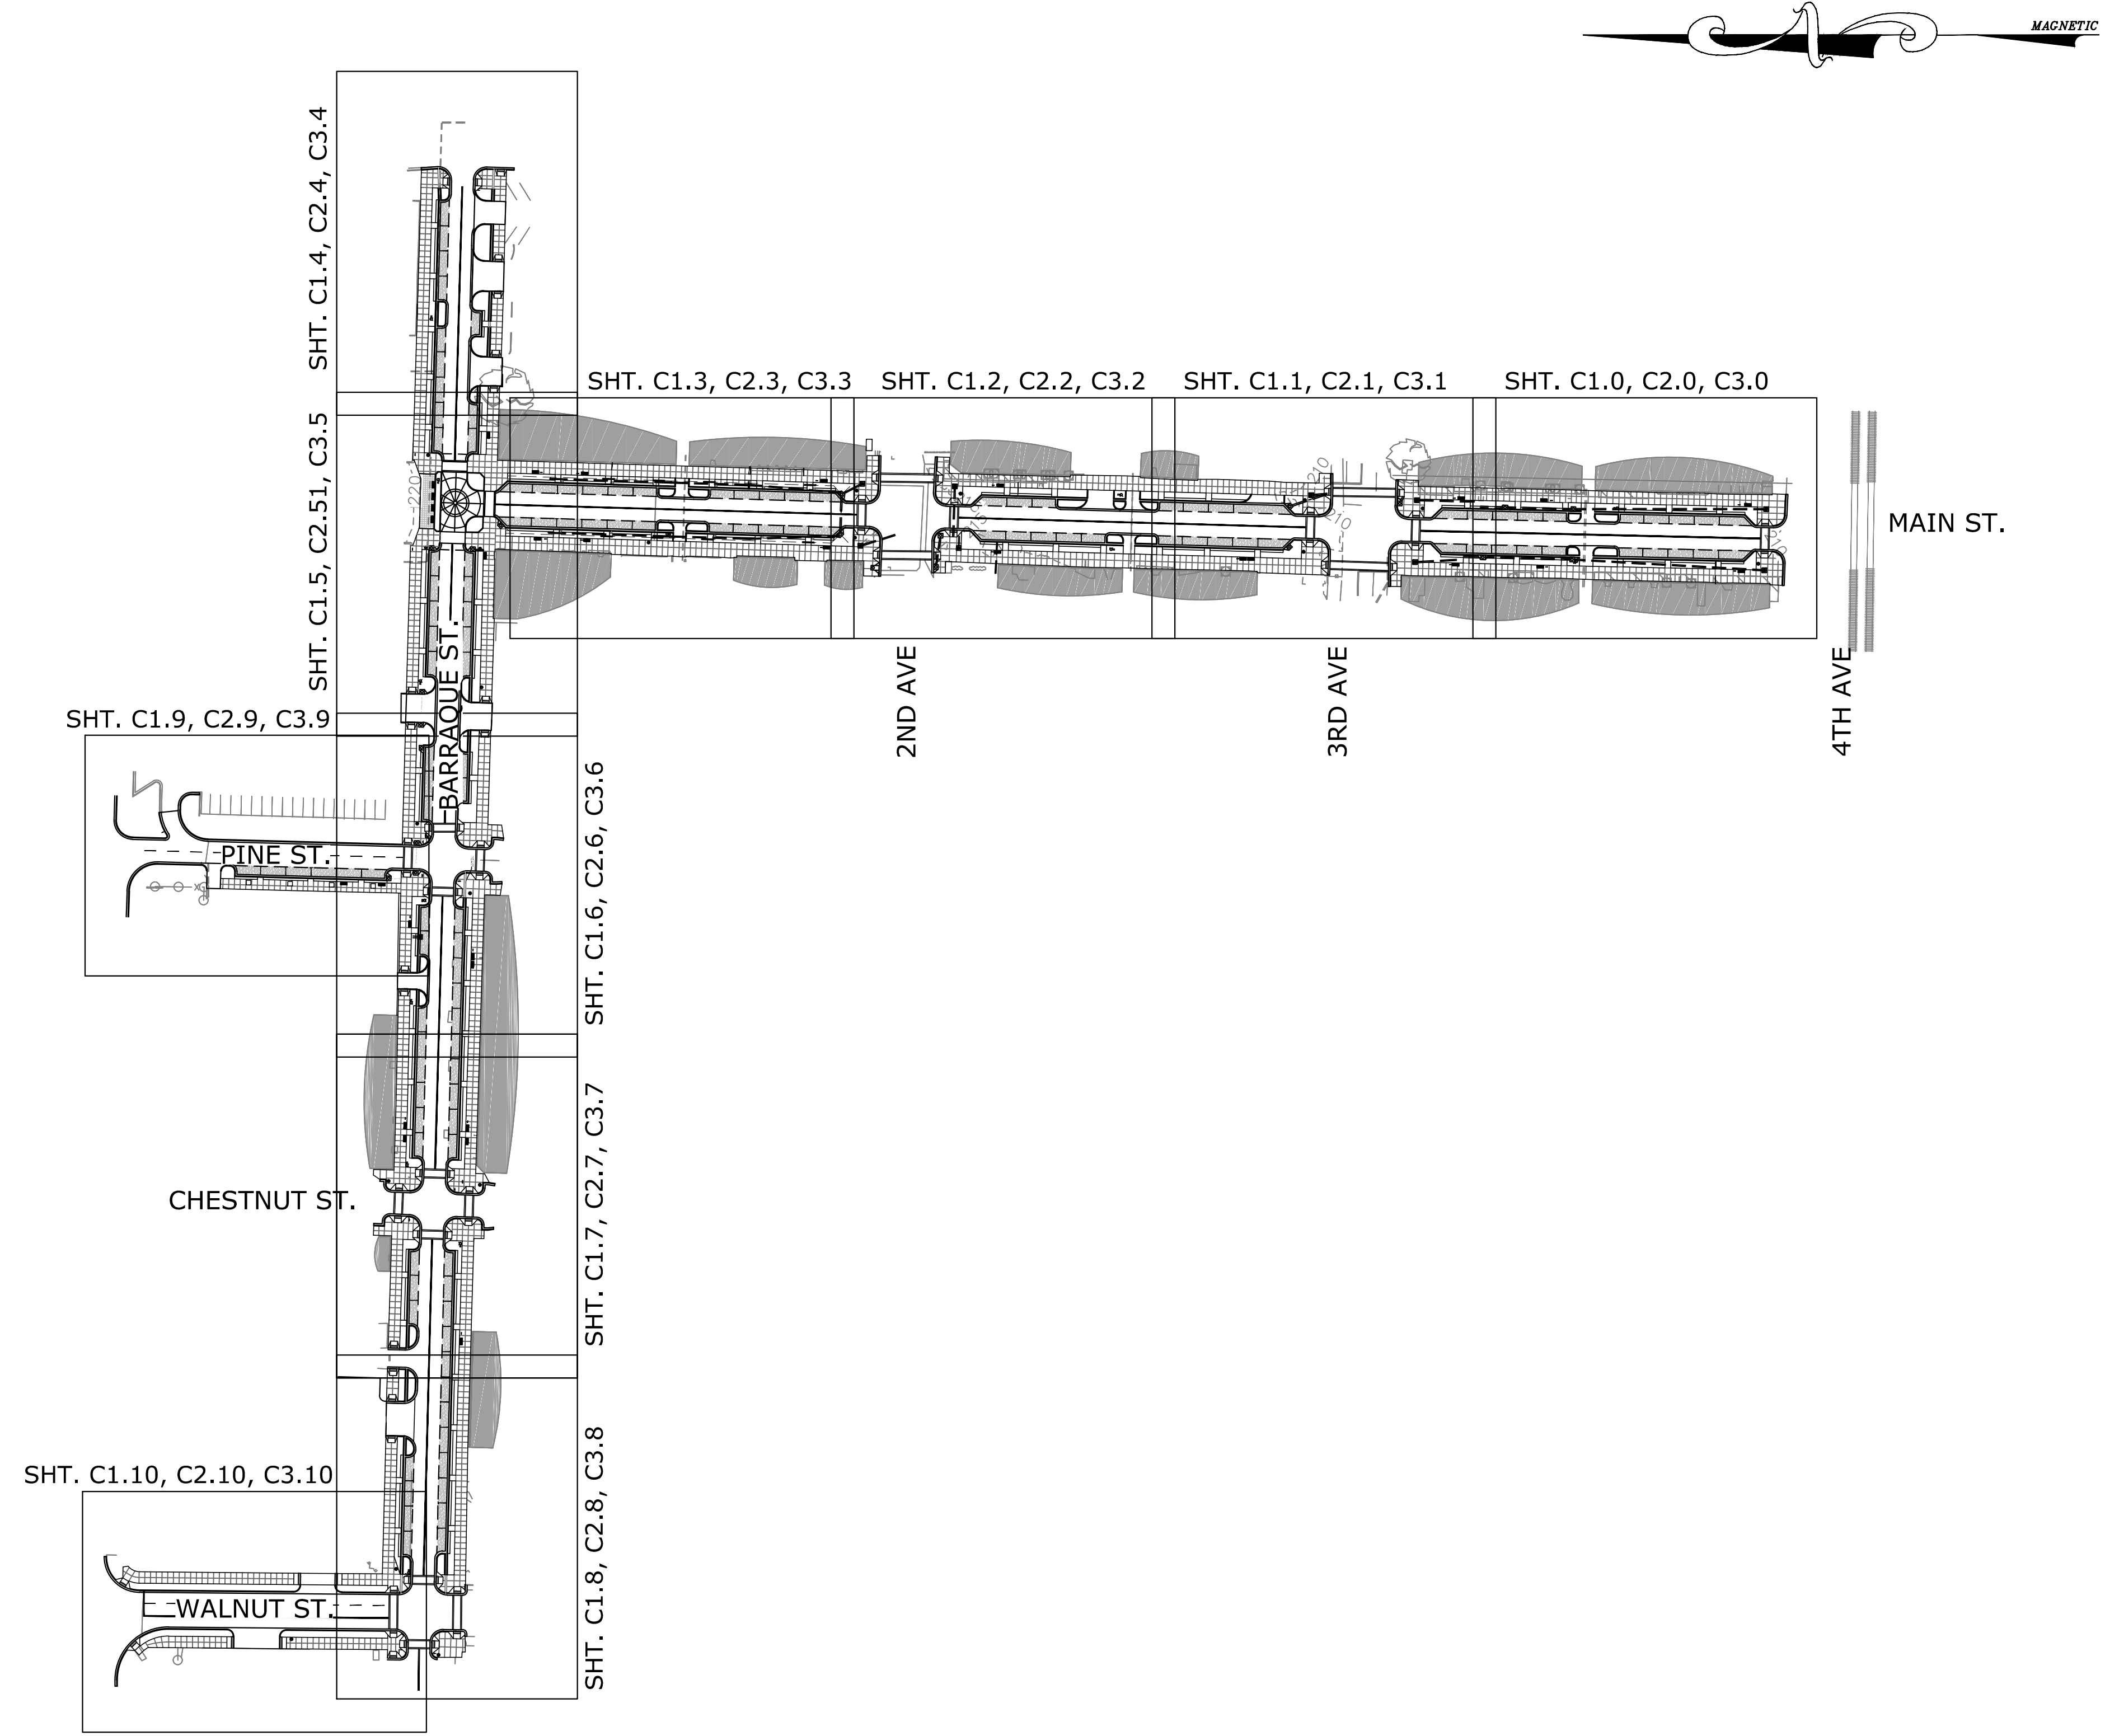 MAGNETIC
SHT. C1.4, C2.4, C3.4
SHT. C1.3, C2.3, C3.3
SHT. C1.2, C2.2, C3.2
SHT. C1.1, C2.1, C3.1
SHT. C1.0, C2.0, C3.0
SHT. C1.5, C2.51, C3.5
220
210
210
215
MAIN ST.
BARRAQUE ST.
2ND AVE
3RD AVE
4TH AVE
SHT. C1.9, C2.9, C3.9
SHT. C1.6, C2.6, C3.6
PINE ST.
SHT. C1.7, C2.7, C3.7
CHESTNUT ST.
SHT. C1.10, C2.10, C3.10
SHT. C1.8, C2.8, C3.8
WALNUT ST.